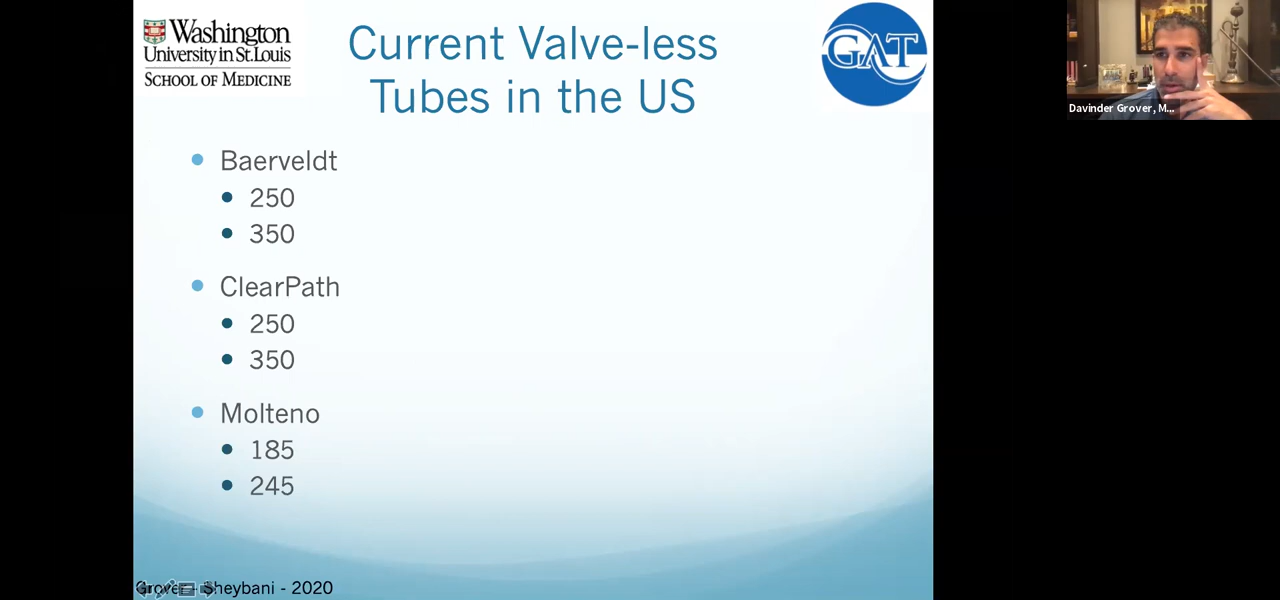 Washington
University in St. Louis
SCHOOL OF MEDICINE
Current Valve-less
Tubes in the US
GAT
Davinder Grover, M...
Baerveldt
250
350
ClearPath
250
350
Molteno
185
245
Grover - Sheybani - 2020